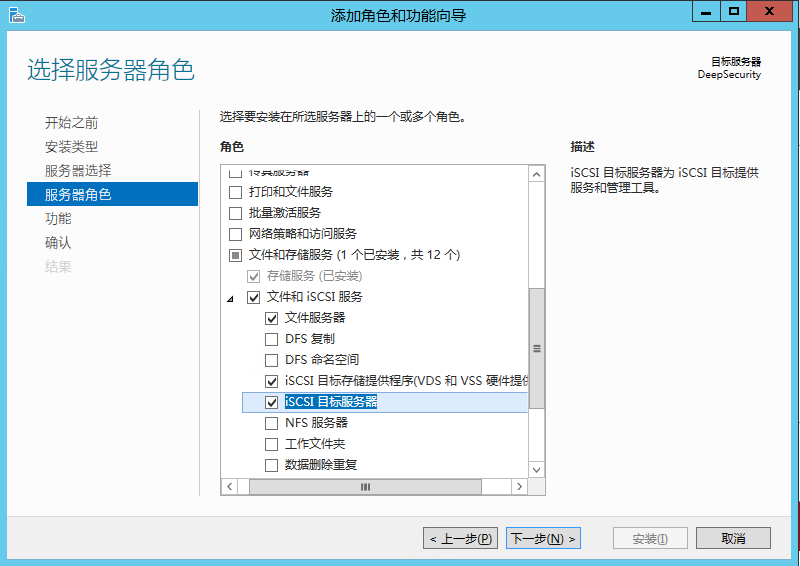 添加角色和功能向导
选择服务器角色
目标服务器
DeepSecurity
开始之前
安装类型
服务器选择
服务器角色
功能
确认
结果
选择要安装在所选服务器上的一个或多个角色。
角色
传真服务器
打印和文件服务
批量激活服务
网络策略和访问服务
文件和存储服务 (1 个已安装，共 12 个)
存储服务 (已安装)
文件和 iSCSI 服务
文件服务器
DFS 复制
DFS 命名空间
iSCSI 目标存储提供程序(VDS 和 VSS 硬件提供
iSCSI 目标服务器
NFS 服务器
工作文件夹
数据删除重复
描述
iSCSI 目标服务器为 iSCSI 目标提供
服务和管理工具。
< 上一步(P)
下一步(N) >
安装(I)
取消